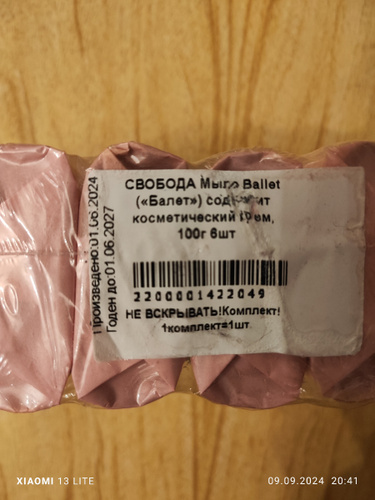 СВОБОДА Мыло Ballet
(«Балет») содержит
косметический крем,
100г 6шт
2200001422049
НЕ ВСКРЫВАТЬ!Комплект!
1комплект=1шт
Произведено:01.06.2024
Годен до:01.06.2027
XIAOMI 13 LITE
09.09.2024 20:41